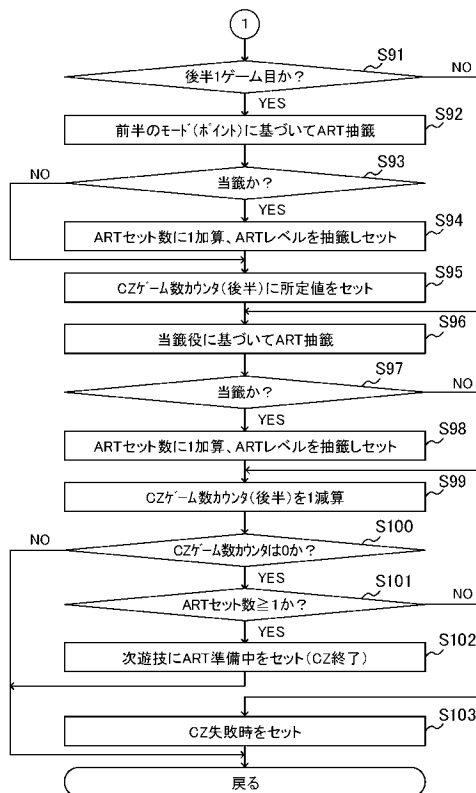 1
S91
後半1ゲーム目か？
NO
YES
S92
前半のモード(ポイント)に基づいてART抽籤
S93
NO
当籤か？
YES
S94
ARTセット数に1加算、ARTレベルを抽籤しセット
S95
CZゲーム数カウンタ(後半)に所定値をセット
S96
当籤役に基づいてART抽籤
S97
当籤か？
NO
YES
S98
ARTセット数に1加算、ARTレベルを抽籤しセット
S99
CZゲーム数カウンタ(後半)を1減算
S100
NO
CZゲーム数カウンタは0か？
YES
S101
ARTセット数≧1か？
NO
YES
S102
次遊技にART準備中をセット(CZ終了)
S103
CZ失敗時をセット
戻る